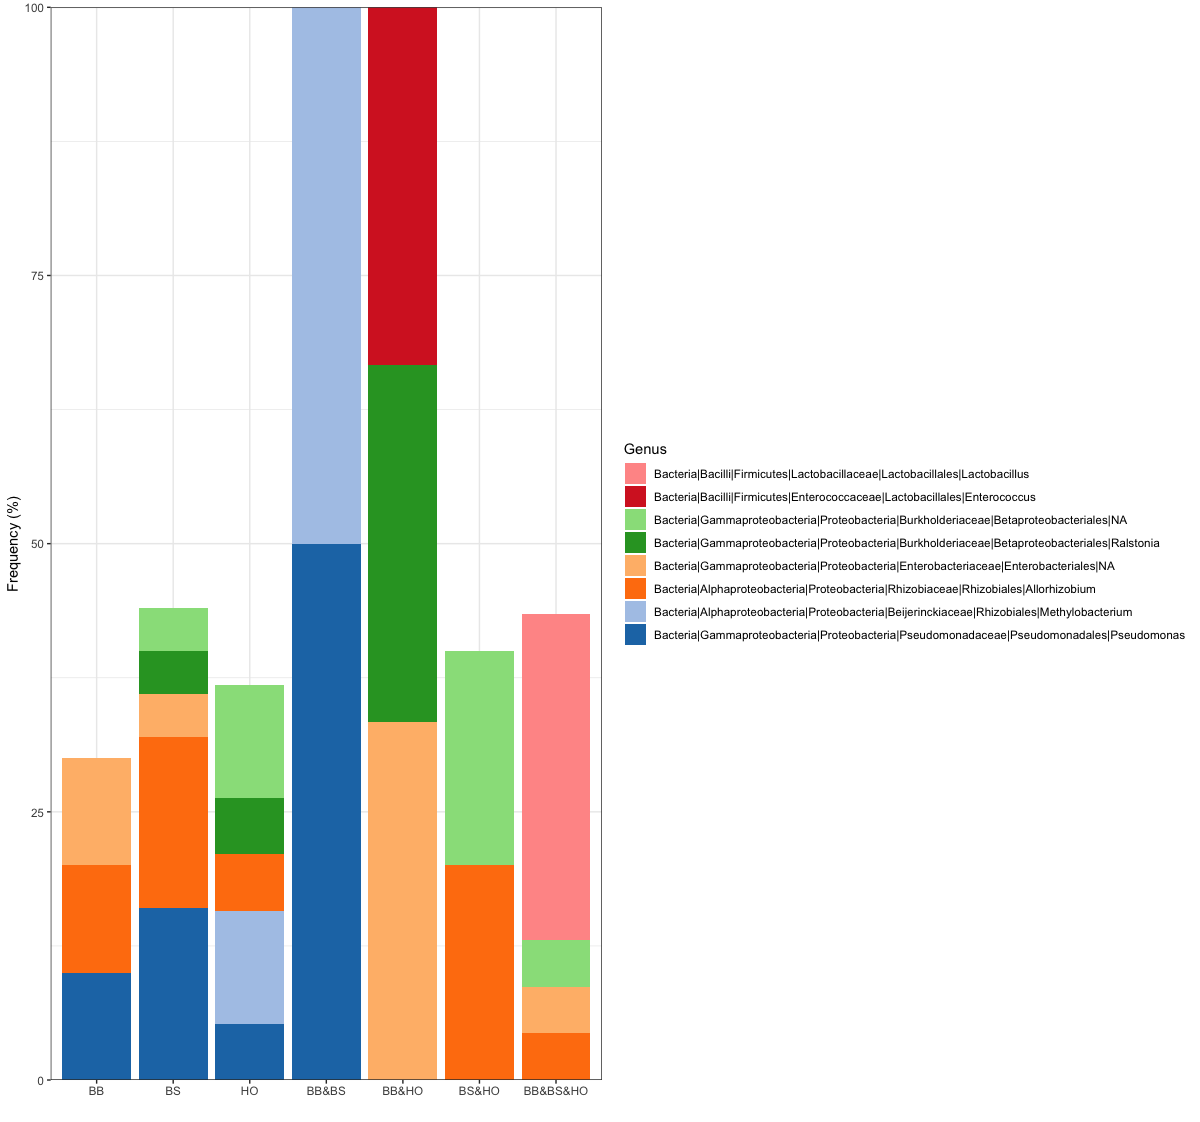 100
75
50
25
0
Frequency (%)
BB
BS
HO
BB&BS
BB&HO
BS&HO
BB&BS&HO
Genus
Bacteria|Bacilli|Firmicutes|Lactobacillaceae|Lactobacillales|Lactobacillus
Bacteria|Bacilli|Firmicutes|Enterococcaceae|Lactobacillales|Enterococcus
Bacteria|Gammaproteobacteria|Proteobacteria|Burkholderiaceae|Betaproteobacteriales|NA
Bacteria|Gammaproteobacteria|Proteobacteria|Burkholderiaceae|Betaproteobacteriales|Ralstonia
Bacteria|Gammaproteobacteria|Proteobacteria|Enterobacteriaceae|Enterobacteriales|NA
Bacteria|Alphaproteobacteria|Proteobacteria|Rhizobiaceae|Rhizobiales|Allorhizobium
Bacteria|Alphaproteobacteria|Proteobacteria|Beijerinckiaceae|Rhizobiales|Methylobacterium
Bacteria|Gammaproteobacteria|Proteobacteria|Pseudomonadaceae|Pseudomonadales|Pseudomonas